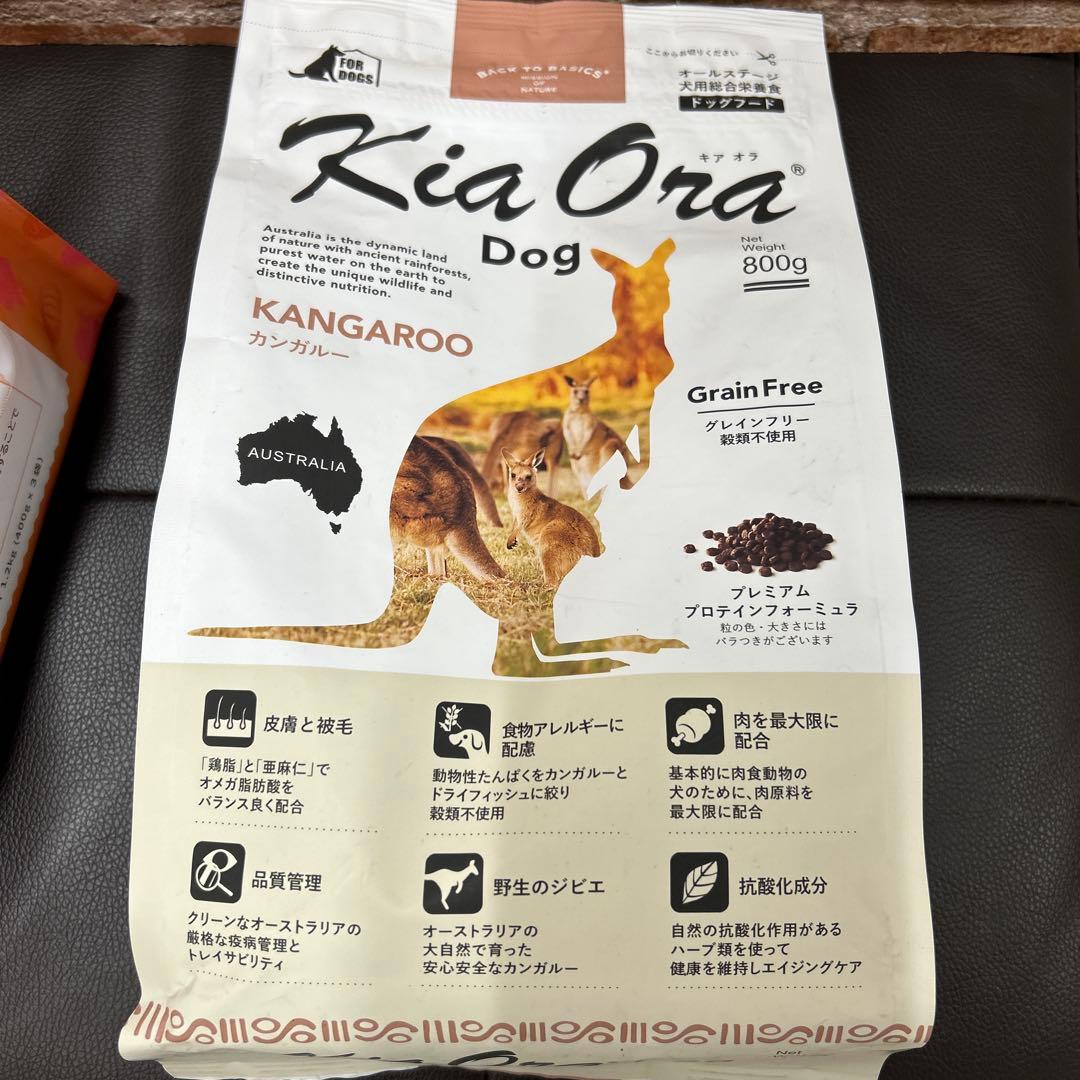 FOR
DOGS
BACK TO BASICS®
MISSION
OF
NATURE
ここからお切りください
オールステージ
犬用総合栄養食
ドッグフード
Kia Ora®
キア オラ
Dog
Australia is the dynamic land
of nature with ancient rainforests,
purest water on the earth to
create the unique wildlife and
distinctive nutrition.
Net
Weight
800g
KANGAROO
カンガルー
AUSTRALIA
Grain Free
グレインフリー
穀類不使用
プレミアム
プロテインフォーミュラ
粒の色・大きさには
バラつきがございます
皮膚と被毛
「鶏脂」と「亜麻仁」で
オメガ脂肪酸を
バランス良く配合
食物アレルギーに
配慮
動物性たんぱくをカンガルーと
ドライフィッシュに絞り
穀類不使用
肉を最大限に
配合
基本的に肉食動物の
犬のために、肉原料を
最大限に配合
品質管理
クリーンなオーストラリアの
厳格な疫病管理と
トレイサビリティ
野生のジビエ
オーストラリアの
大自然で育った
安心安全なカンガルー
抗酸化成分
自然の抗酸化作用がある
ハーブ類を使って
健康を維持しエイジングケア
Net
1.2kg (400g × 3袋)